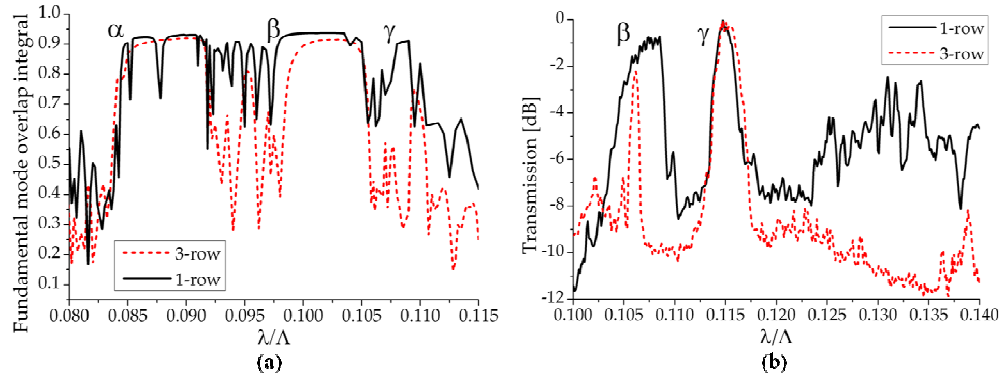 Fundamental mode overlap integral
1.0
0.9
0.8
0.7
0.6
0.5
0.4
0.3
0.2
0.1
α
β
γ
3-row
1-row
0.080 0.085 0.090 0.095 0.100 0.105 0.110 0.115
λ/Λ
(a)
Transmission [dB]
0
-2
-4
-6
-8
-10
-12
β
γ
1-row
3-row
0.100 0.105 0.110 0.115 0.120 0.125 0.130 0.135 0.140
λ/Λ
(b)